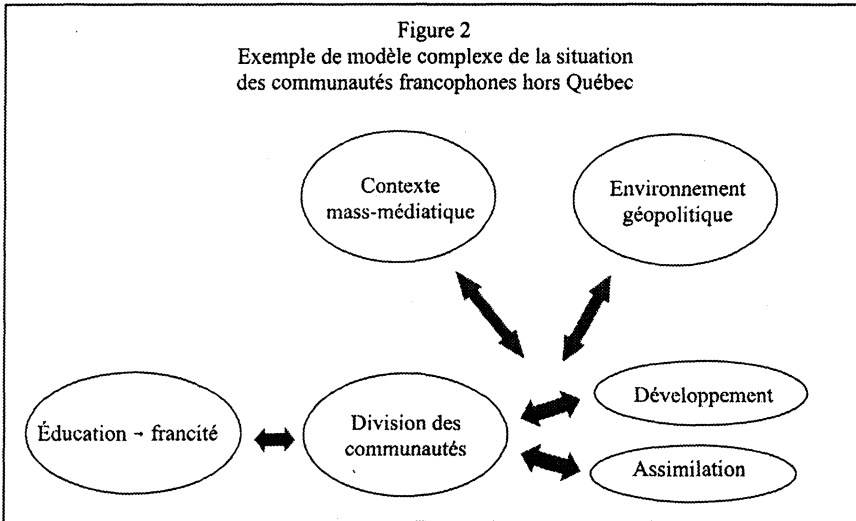 Figure 2
Exemple de modèle complexe de la situation
des communautés francophones hors Québec
Contexte
mass-médiatique
Environnement
géopolitique
Éducation → francité
Division des
communautés
Développement
Assimilation